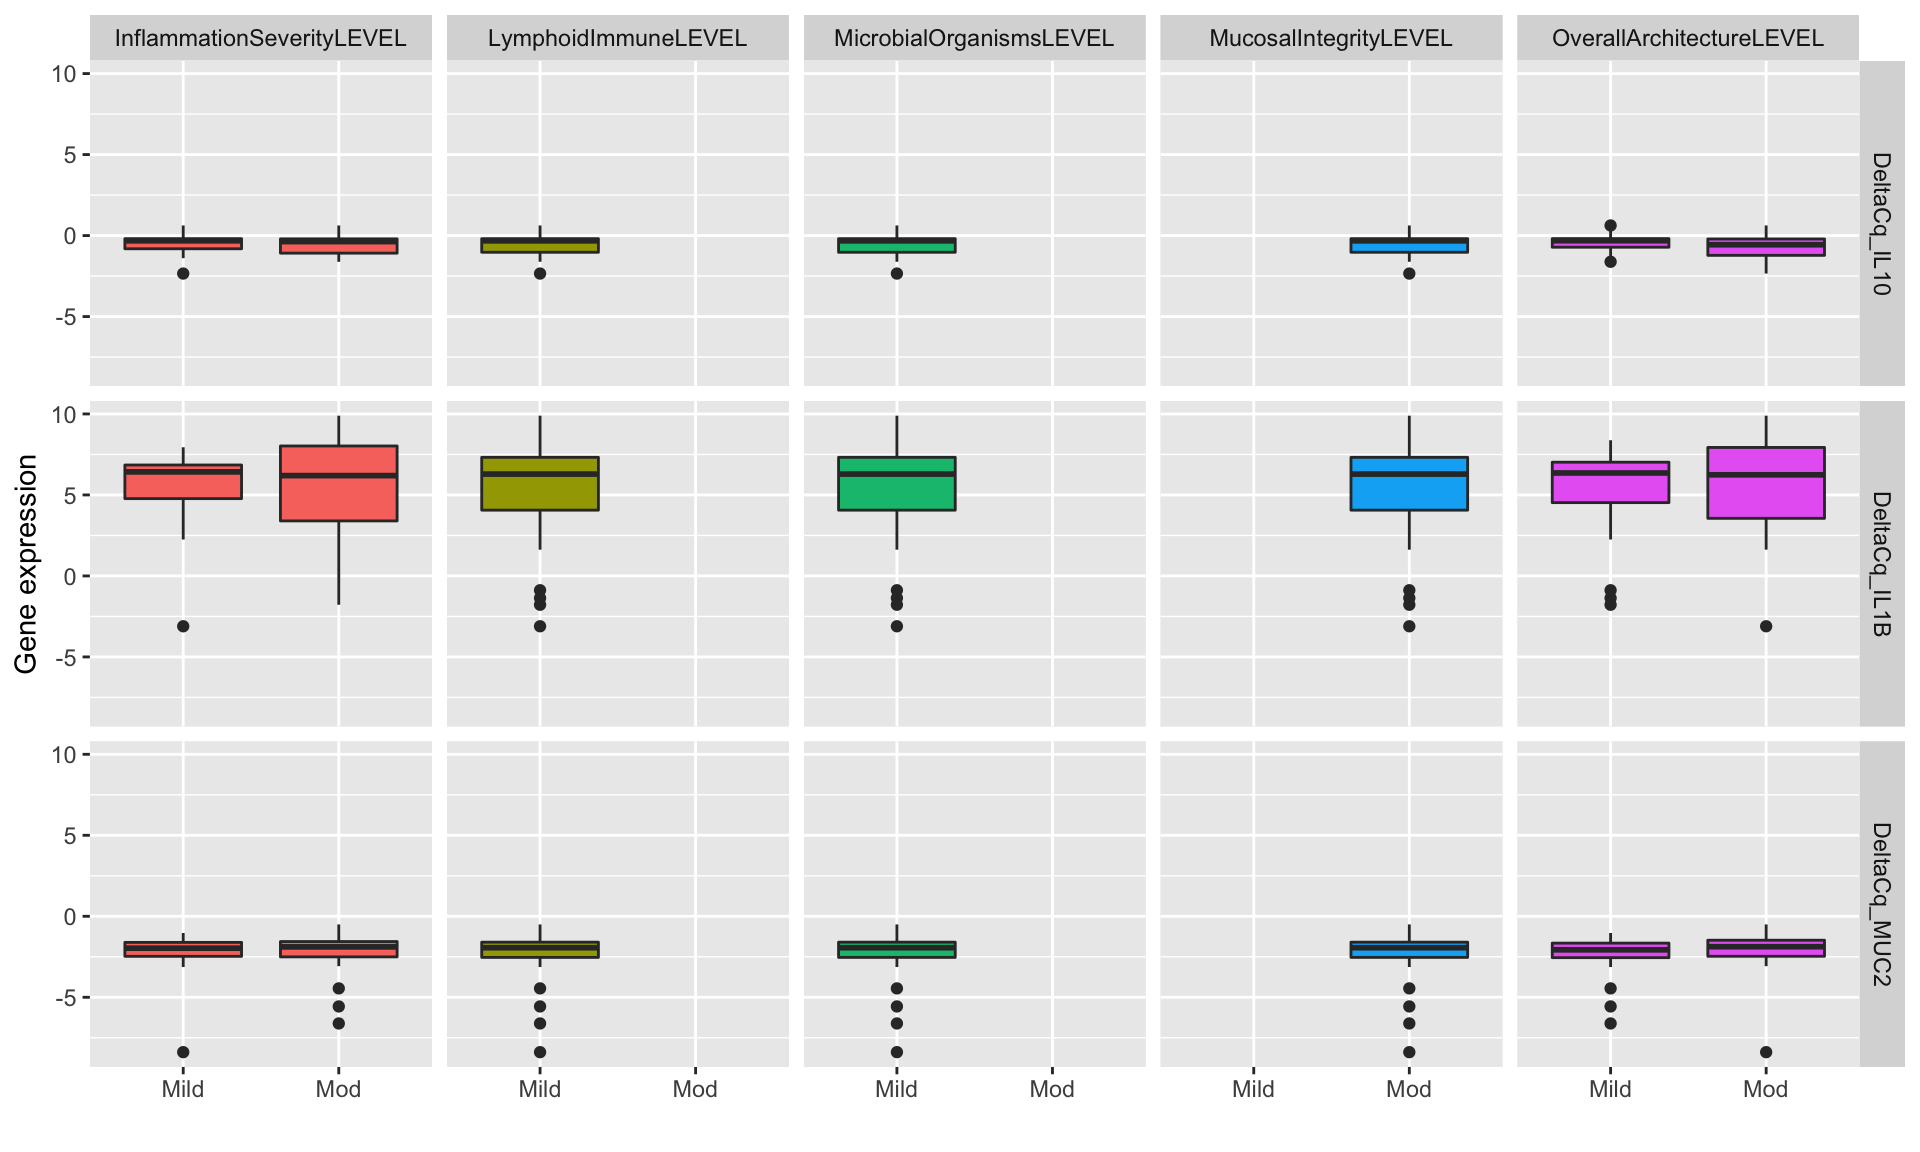 InflammationSeverityLEVEL
LymphoidImmuneLEVEL
MicrobialOrganismsLEVEL
MucosalIntegrityLEVEL
OverallArchitectureLEVEL
10
5
0
-5
DeltaCq_IL10
Gene expression
10
5
0
-5
DeltaCq_IL1B
10
5
0
-5
DeltaCq_MUC2
Mild
Mod
Mild
Mod
Mild
Mod
Mild
Mod
Mild
Mod